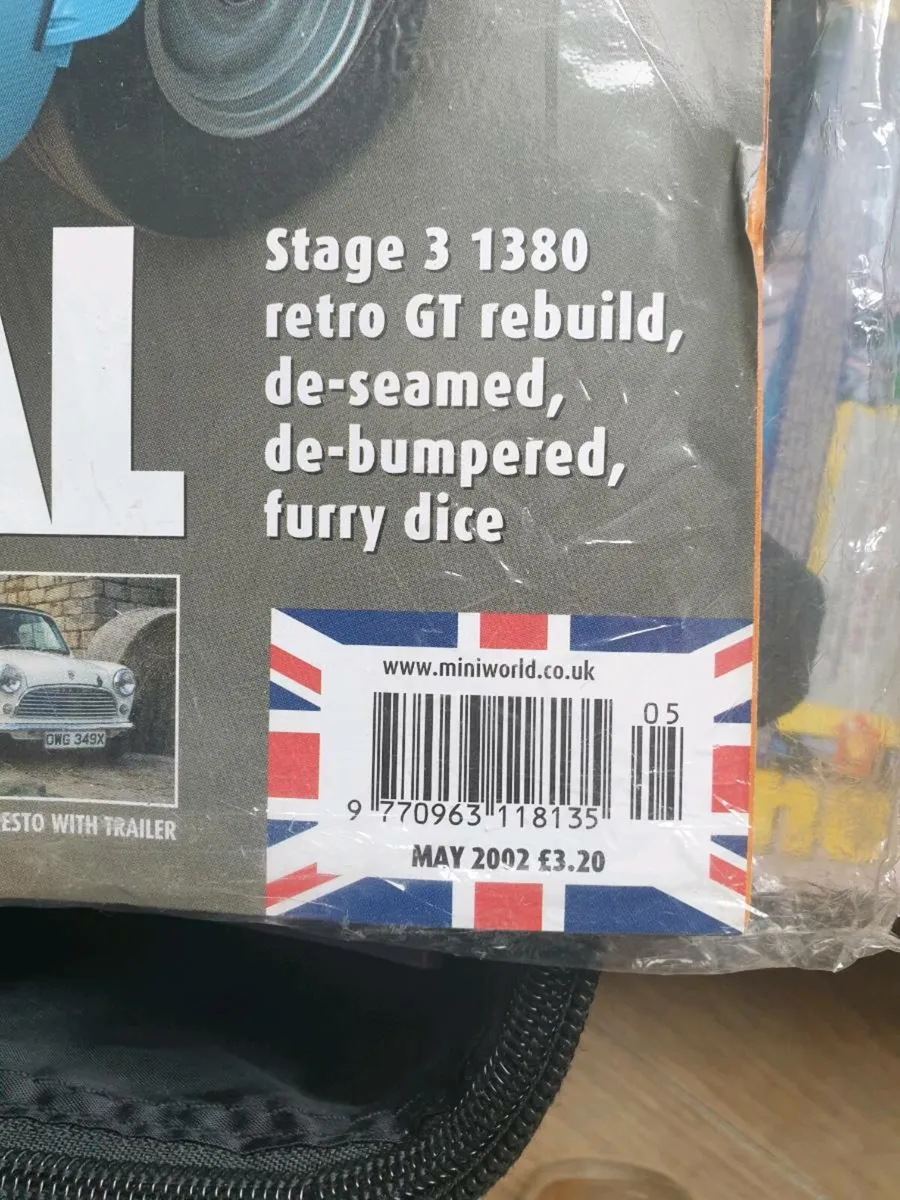 AL
Stage 3 1380
retro GT rebuild,
de-seamed,
de-bumpered,
furry dice
OWG 349X
ESTO WITH TRAILER
www.miniworld.co.uk
05
9 770963 118135
MAY 2002 £3.20